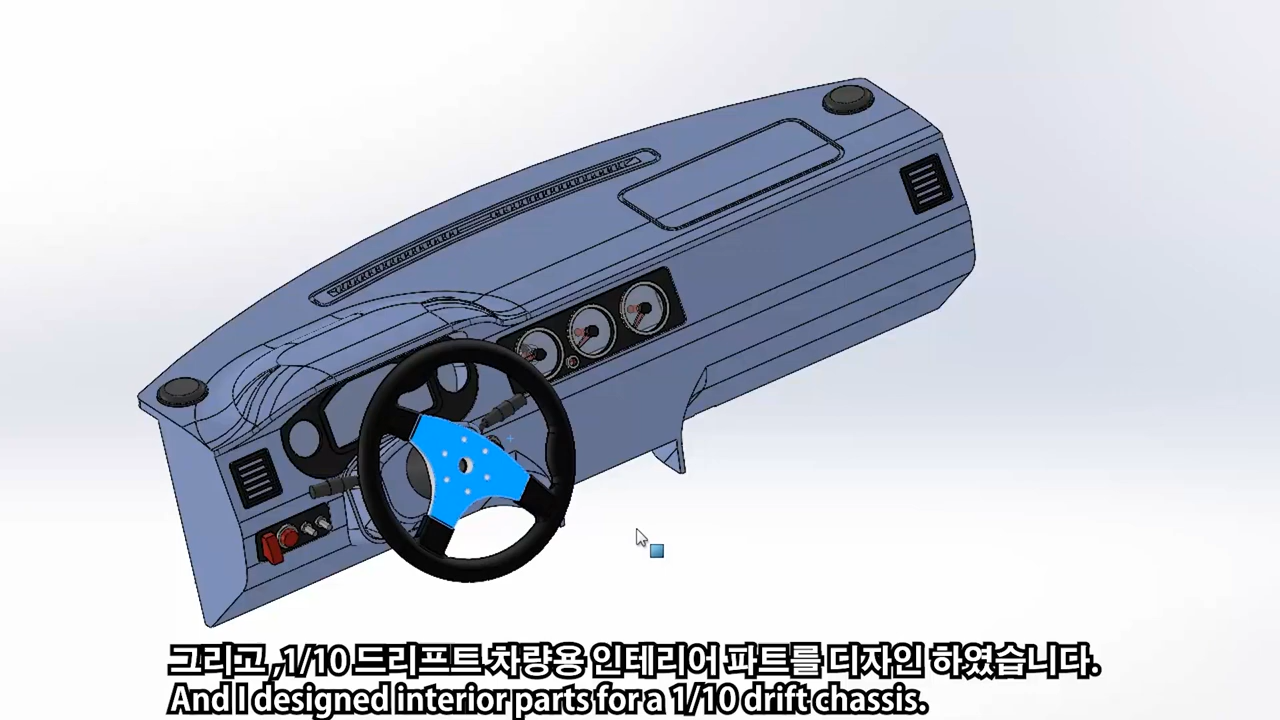 그리고 ,1/10 드리프트 차량용 인테리어 파트를 디자인 하였습니다.
And I designed interior parts for a 1/10 drift chassis.